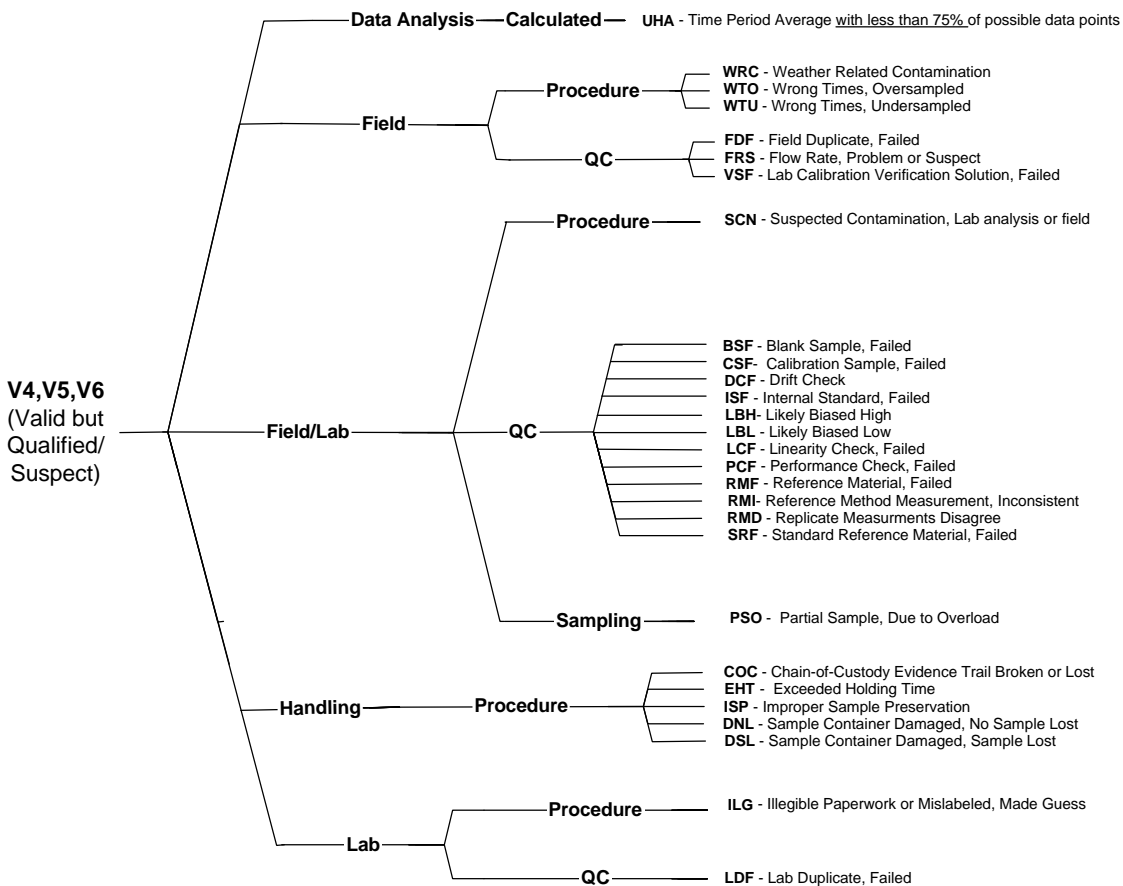 Data Analysis Calculated UHA - Time Period Average with less than 75% of possible data points
WRC - Weather Related Contamination
Procedure WTO - Wrong Times, Oversampled
WTU - Wrong Times, Undersampled
Field
FDF - Field Duplicate, Failed
QC FRS - Flow Rate, Problem or Suspect
VSF - Lab Calibration Verification Solution, Failed
Procedure SCN - Suspected Contamination, Lab analysis or field
BSF - Blank Sample, Failed
CSF- Calibration Sample, Failed
DCF - Drift Check
ISF - Internal Standard, Failed
LBH- Likely Biased High
V4,V5,V6
(Valid but
Qualified/
Suspect)
Field/Lab QC LBL - Likely Biased Low
LCF - Linearity Check, Failed
PCF - Performance Check, Failed
RMF - Reference Material, Failed
RMI- Reference Method Measurement, Inconsistent
RMD - Replicate Measurments Disagree
SRF - Standard Reference Material, Failed
Sampling PSO - Partial Sample, Due to Overload
COC - Chain-of-Custody Evidence Trail Broken or Lost
EHT - Exceeded Holding Time
Handling Procedure ISP - Improper Sample Preservation
DNL - Sample Container Damaged, No Sample Lost
DSL - Sample Container Damaged, Sample Lost
Procedure ILG - Illegible Paperwork or Mislabeled, Made Guess
Lab
QC LDF - Lab Duplicate, Failed